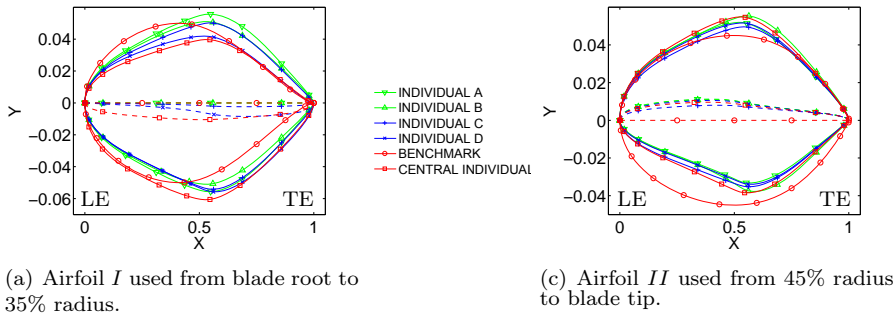 0.04
0.02
0
−0.02
−0.04
−0.06
Y
LE
TE
0
0.5
1
X
INDIVIDUAL A
INDIVIDUAL B
INDIVIDUAL C
INDIVIDUAL D
BENCHMARK
CENTRAL INDIVIDUAL
0.04
0.02
0
−0.02
−0.04
Y
LE
TE
0
0.5
1
X
(a) Airfoil I used from blade root to
35% radius.
(c) Airfoil II used from 45% radius
to blade tip.